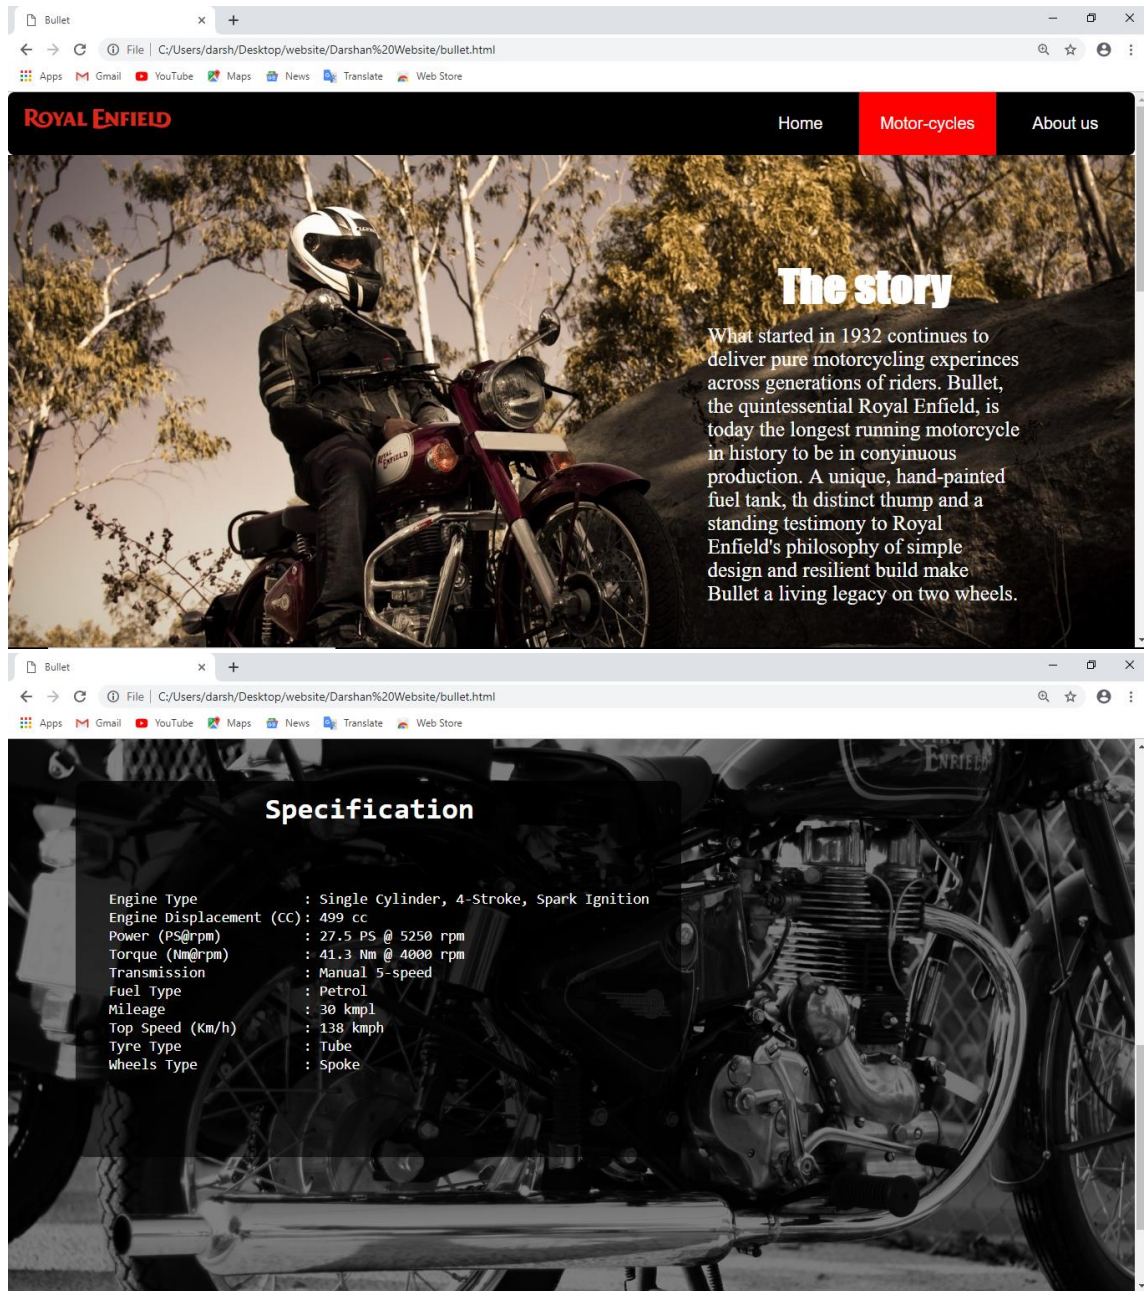 Bullet
File | C:/Users/darsh/Desktop/website/Darshan%20Website/bullet.html
Apps Gmail YouTube Maps News Translate Web Store
ROYAL ENFIELD Home Motor-cycles About us
The story
What started in 1932 continues to
deliver pure motorcycling experinces
across generations of riders. Bullet,
the quintessential Royal Enfield, is
today the longest running motorcycle
in history to be in conyinuous
production. A unique, hand-painted
fuel tank, th distinct thump and a
standing testimony to Royal
Enfield's philosophy of simple
design and resilient build make
Bullet a living legacy on two wheels.
ROYAL
ENFIELD
Bullet
File | C:/Users/darsh/Desktop/website/Darshan%20Website/bullet.html
Apps Gmail YouTube Maps News Translate Web Store
ENFIELD
Specification
Engine Type : Single Cylinder, 4-Stroke, Spark Ignition
Engine Displacement (CC): 499 cc
Power (PS@rpm) : 27.5 PS @ 5250 rpm
Torque (Nm@rpm) : 41.3 Nm @ 4000 rpm
Transmission : Manual 5-speed
Fuel Type : Petrol
Mileage : 30 kmpl
Top Speed (Km/h) : 138 kmph
Tyre Type : Tube
Wheels Type : Spoke